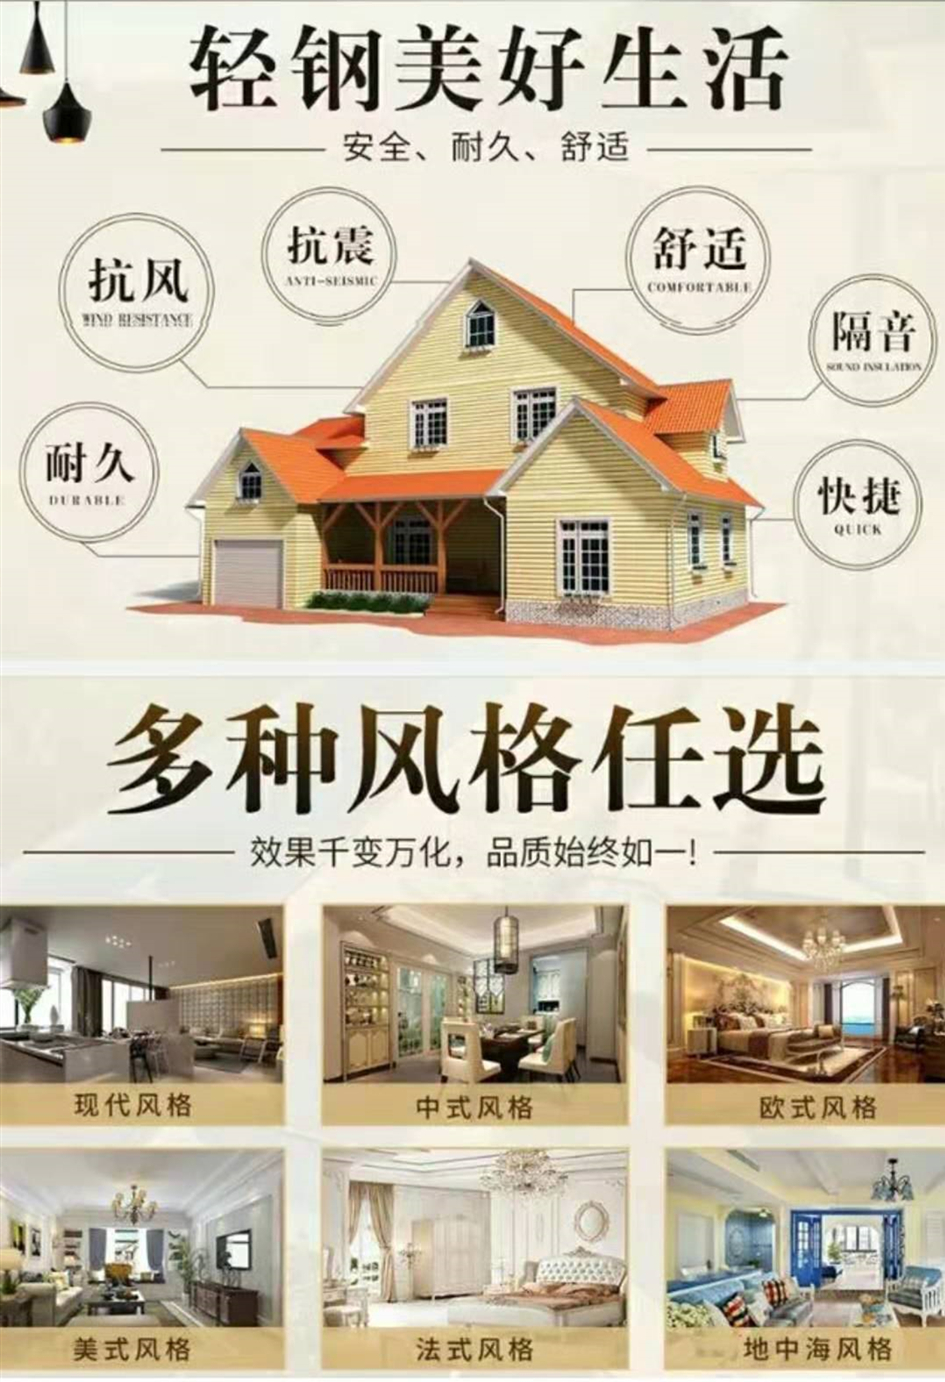 轻钢美好生活
安全、耐久、舒适
抗震
ANTI-SEISMIC
舒适
COMFORTABLE
抗风
WIND RESISTANCE
隔音
SOUND INSULATION
耐久
DURABLE
快捷
QUICK
多种风格任选
效果千变万化，品质始终如一!
现代风格
中式风格
欧式风格
美式风格
法式风格
地中海风格